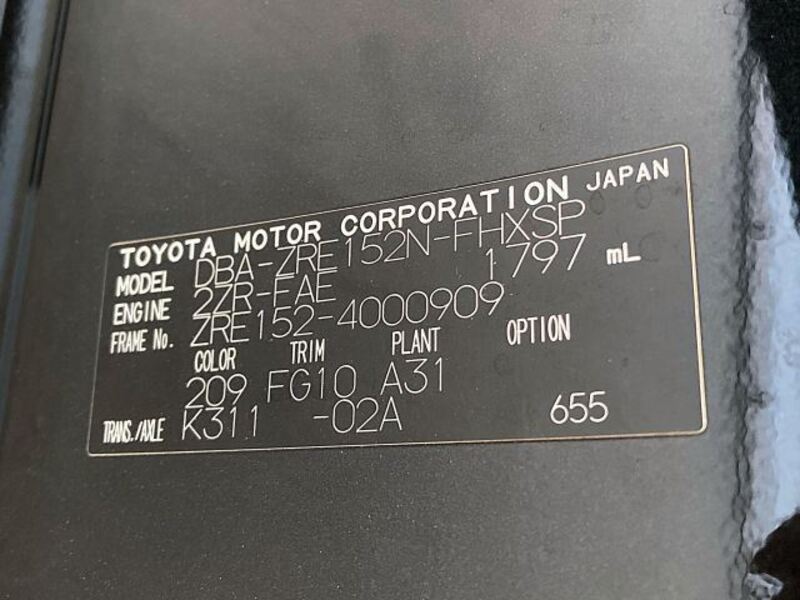 TOYOTA MOTOR CORPORATION JAPAN
MODEL DBA-ZRE152N-FHXSP
ENGINE 2ZR-FAE 1797 mL
FRAME No. ZRE152-4000909
COLOR TRIM PLANT OPTION
209 FG10 A31
TRANS./AXLE K311 -02A 655